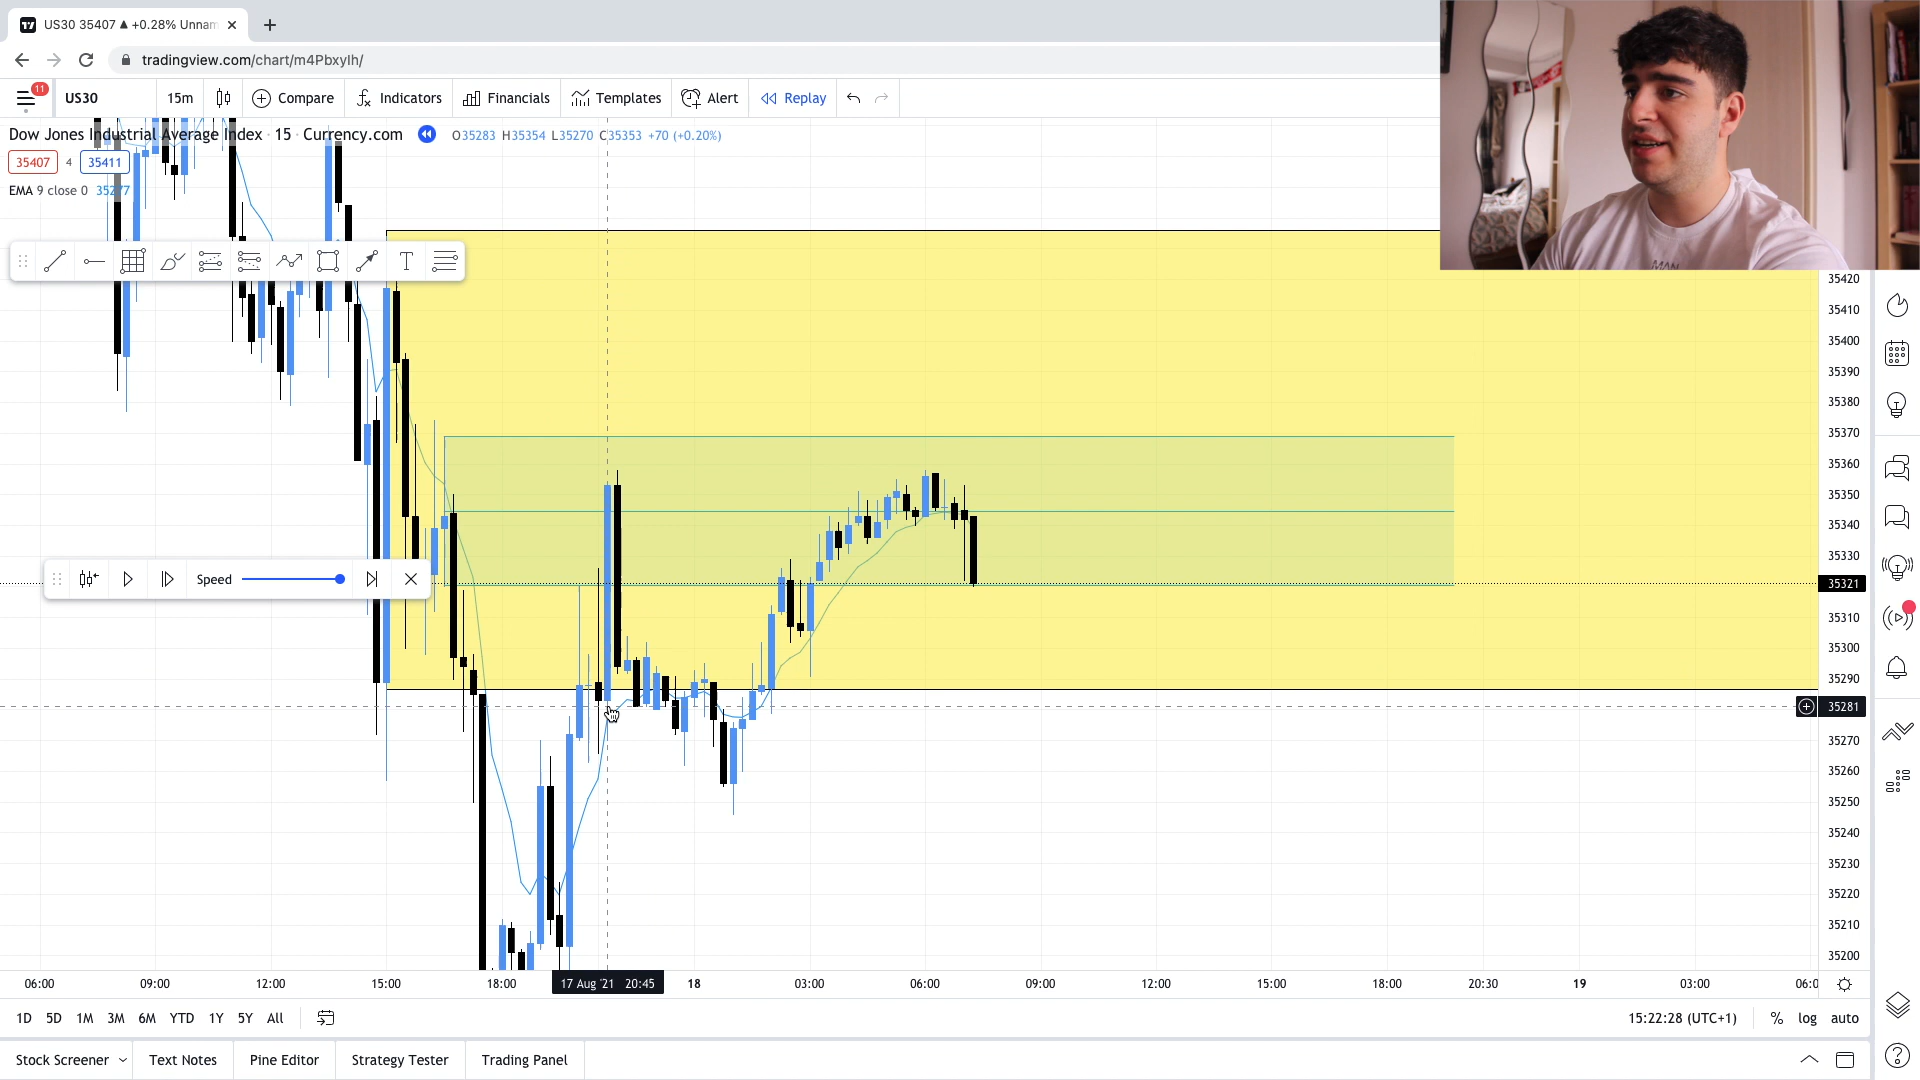 US30 35407 ▲ +0.28% Unnam
tradingview.com/chart/m4PbxyIh/
11
US30 15m Compare Indicators Financials Templates Alert Replay
Dow Jones Industrial Average Index · 15 · Currency.com O35283 H35354 L35270 C35353 +70 (+0.20%)
35407 4 35411
EMA 9 close 0 35277
MAN
T
35420
35410
35400
35390
35380
35370
35360
35350
35340
35330
Speed
35321
35310
35300
35290
35281
35270
35260
35250
35240
35230
35220
35210
35200
06:00 09:00 12:00 15:00 18:00 17 Aug '21 20:45 18 03:00 06:00 09:00 12:00 15:00 18:00 20:30 19 03:00 06:0
1D 5D 1M 3M 6M YTD 1Y 5Y All 15:22:28 (UTC+1) % log auto
Stock Screener Text Notes Pine Editor Strategy Tester Trading Panel